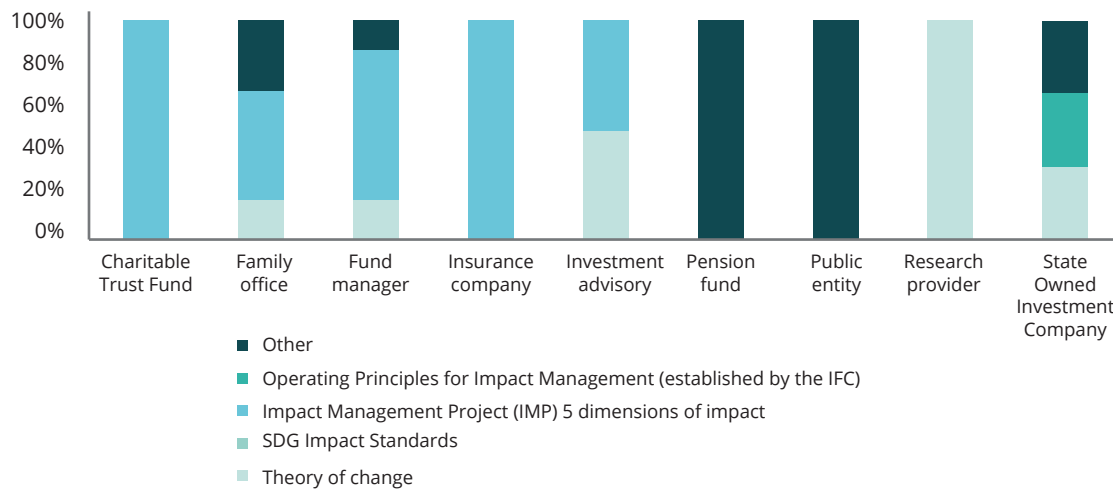 100%
80%
60%
40%
20%
0%
Charitable
Trust Fund
Family
office
Fund
manager
Insurance
company
Investment
advisory
Pension
fund
Public
entity
Research
provider
State
Owned
Investment
Company
Other
Operating Principles for Impact Management (established by the IFC)
Impact Management Project (IMP) 5 dimensions of impact
SDG Impact Standards
Theory of change